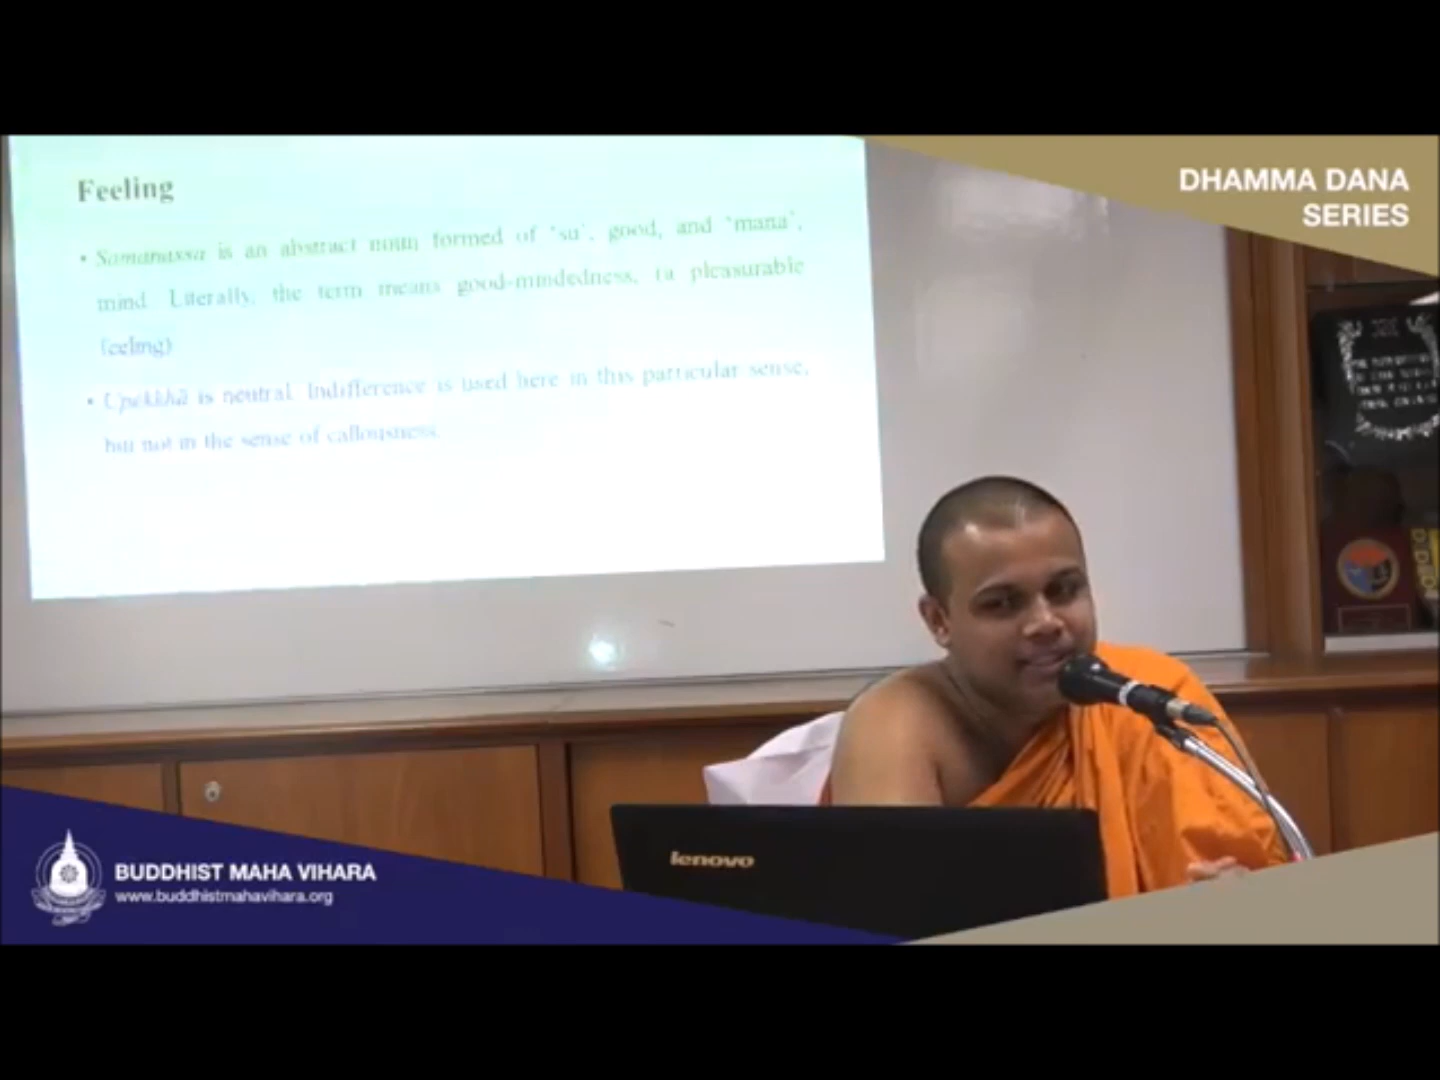 DHAMMA DANA
SERIES
Feeling
• Somanassa is an abstract noun formed of 'su', good, and 'mana',
mind. Literally, the term means good-mindedness, (a pleasurable
feeling)
• Upekkhā is neutral. Indifference is used here in this particular sense,
but not in the sense of callousness.
lenovo
BUDDHIST MAHA VIHARA
www.buddhistmahavihara.org